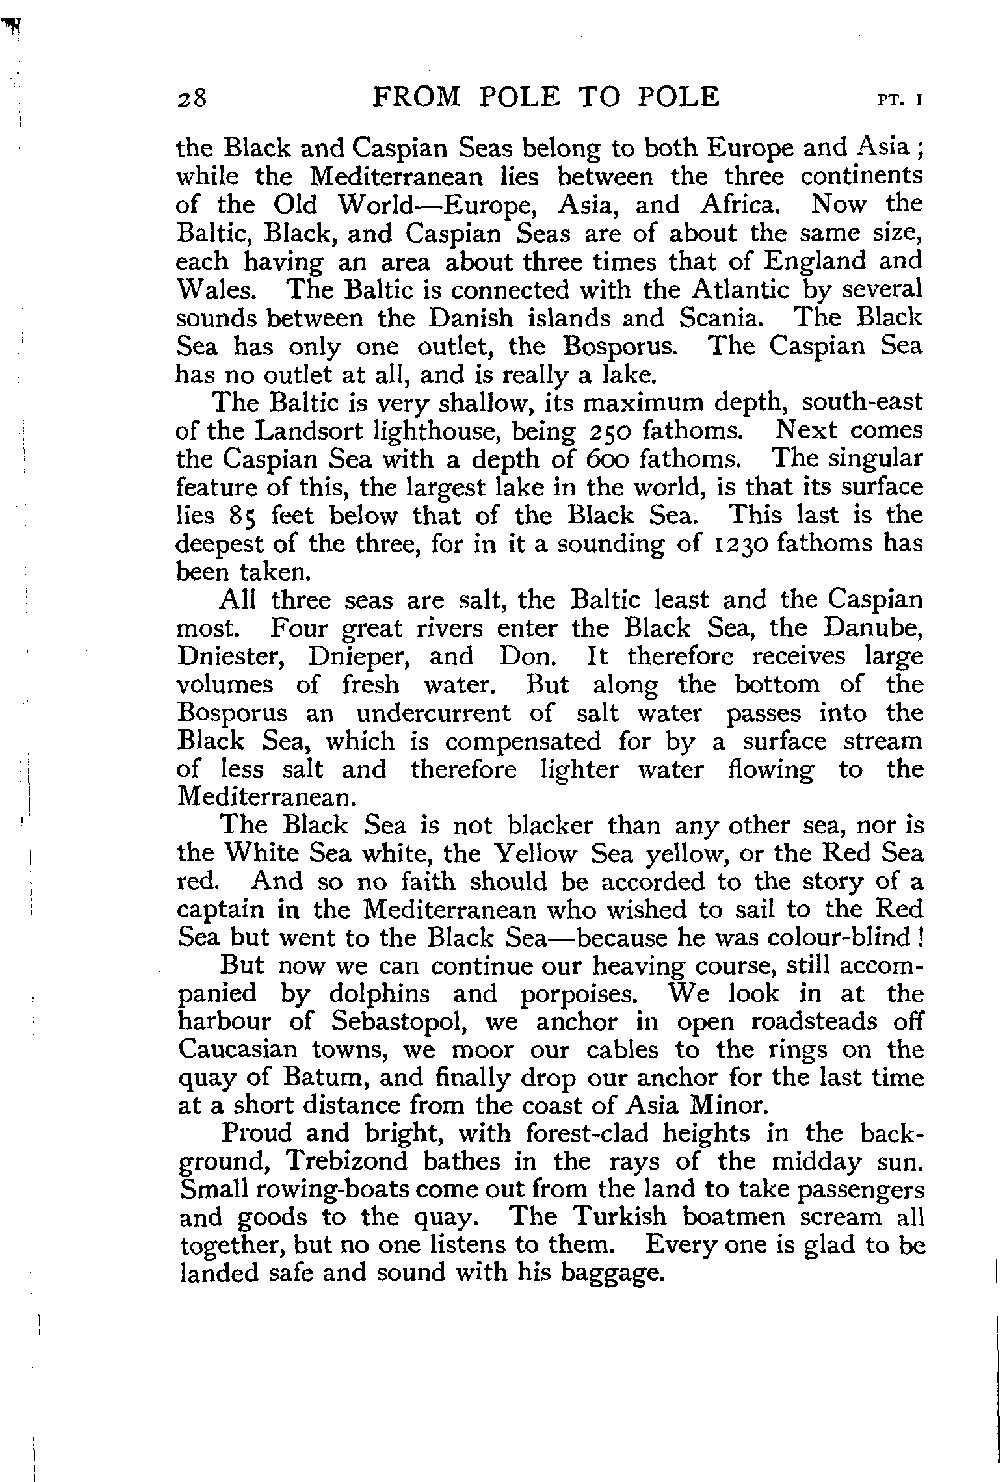 28 FROM POLE TO POLE PT. I
the Black and Caspian Seas belong to both Europe and Asia;
while the Mediterranean lies between the three continents
of the Old World—Europe, Asia, and Africa. Now the
Baltic, Black, and Caspian Seas are of about the same size,
each having an area about three times that of England and
Wales. The Baltic is connected with the Atlantic by several
sounds between the Danish islands and Scania. The Black
Sea has only one outlet, the Bosporus. The Caspian Sea
has no outlet at all, and is really a lake.
The Baltic is very shallow, its maximum depth, south-east
of the Landsort lighthouse, being 250 fathoms. Next comes
the Caspian Sea with a depth of 600 fathoms. The singular
feature of this, the largest lake in the world, is that its surface
lies 85 feet below that of the Black Sea. This last is the
deepest of the three, for in it a sounding of 1230 fathoms has
been taken.
All three seas are salt, the Baltic least and the Caspian
most. Four great rivers enter the Black Sea, the Danube,
Dniester, Dnieper, and Don. It therefore receives large
volumes of fresh water. But along the bottom of the
Bosporus an undercurrent of salt water passes into the
Black Sea, which is compensated for by a surface stream
of less salt and therefore lighter water flowing to the
Mediterranean.
The Black Sea is not blacker than any other sea, nor is
the White Sea white, the Yellow Sea yellow, or the Red Sea
red. And so no faith should be accorded to the story of a
captain in the Mediterranean who wished to sail to the Red
Sea but went to the Black Sea—because he was colour-blind!
But now we can continue our heaving course, still accom-
panied by dolphins and porpoises. We look in at the
harbour of Sebastopol, we anchor in open roadsteads off
Caucasian towns, we moor our cables to the rings on the
quay of Batum, and finally drop our anchor for the last time
at a short distance from the coast of Asia Minor.
Proud and bright, with forest-clad heights in the back-
ground, Trebizond bathes in the rays of the midday sun.
Small rowing-boats come out from the land to take passengers
and goods to the quay. The Turkish boatmen scream all
together, but no one listens to them. Every one is glad to be
landed safe and sound with his baggage.